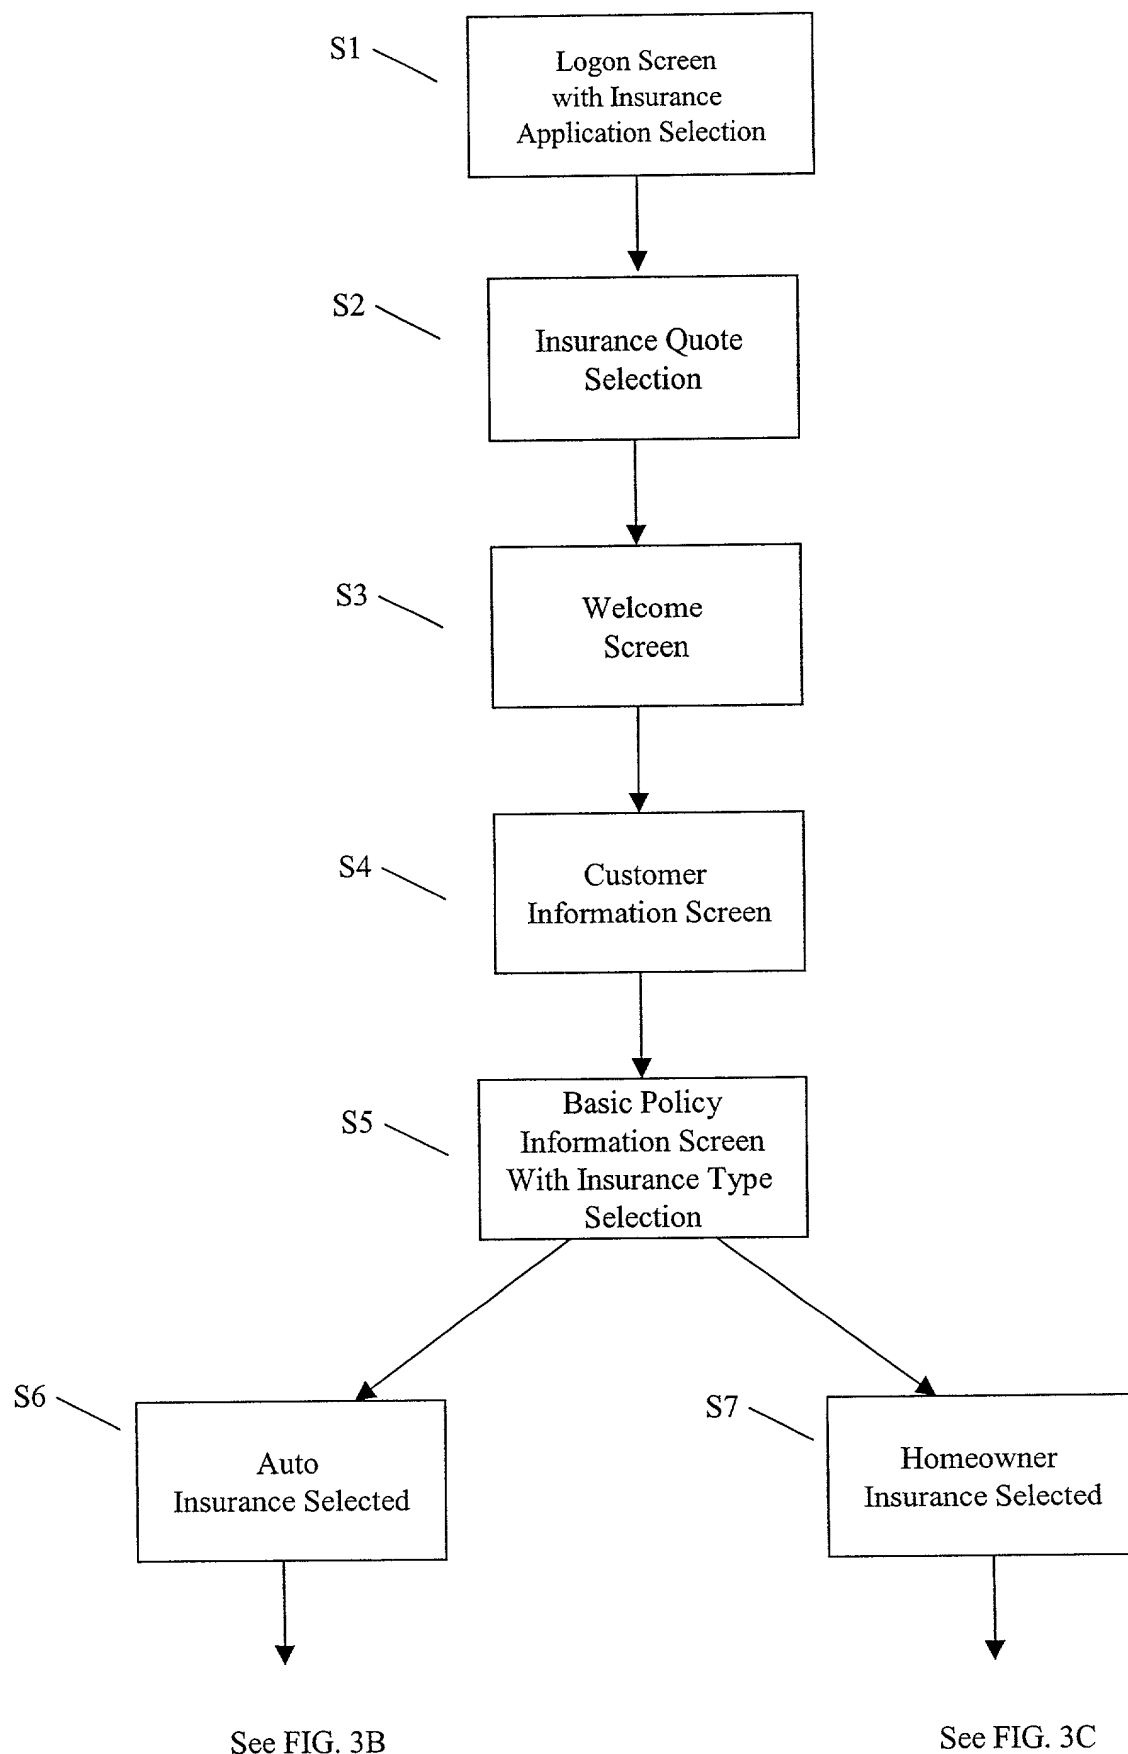 S1
Logon Screen
with Insurance
Application Selection
S2
Insurance Quote
Selection
S3
Welcome
Screen
S4
Customer
Information Screen
S5
Basic Policy
Information Screen
With Insurance Type
Selection
S6
Auto
Insurance Selected
S7
Homeowner
Insurance Selected
See FIG. 3B
See FIG. 3C